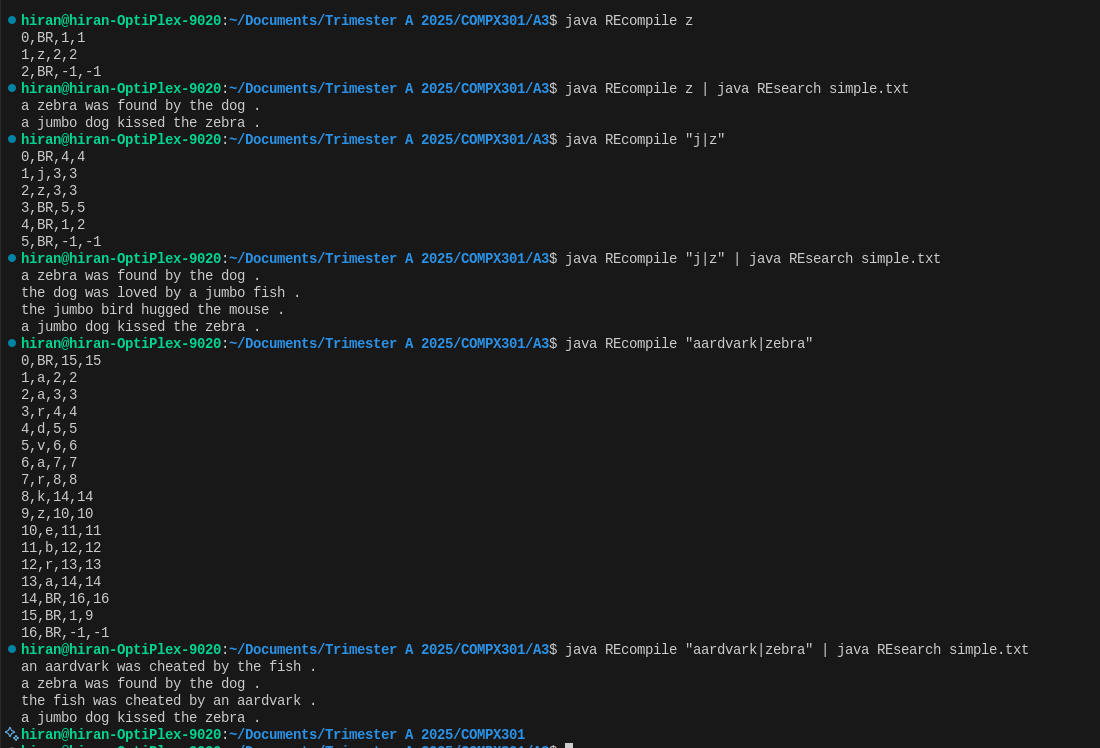 hiran@hiran-OptiPlex-9020:~/Documents/Trimester A 2025/COMPX301/A3$ java REcompile z
0,BR,1,1
1,z,2,2
2,BR,-1,-1
hiran@hiran-OptiPlex-9020:~/Documents/Trimester A 2025/COMPX301/A3$ java REcompile z | java REsearch simple.txt
a zebra was found by the dog .
a jumbo dog kissed the zebra .
hiran@hiran-OptiPlex-9020:~/Documents/Trimester A 2025/COMPX301/A3$ java REcompile "j|z"
0,BR,4,4
1,j,3,3
2,z,3,3
3,BR,5,5
4,BR,1,2
5,BR,-1,-1
hiran@hiran-OptiPlex-9020:~/Documents/Trimester A 2025/COMPX301/A3$ java REcompile "j|z" | java REsearch simple.txt
a zebra was found by the dog .
the dog was loved by a jumbo fish .
the jumbo bird hugged the mouse .
a jumbo dog kissed the zebra .
hiran@hiran-OptiPlex-9020:~/Documents/Trimester A 2025/COMPX301/A3$ java REcompile "aardvark|zebra"
0,BR,15,15
1,a,2,2
2,a,3,3
3,r,4,4
4,d,5,5
5,v,6,6
6,a,7,7
7,r,8,8
8,k,14,14
9,z,10,10
10,e,11,11
11,b,12,12
12,r,13,13
13,a,14,14
14,BR,16,16
15,BR,1,9
16,BR,-1,-1
hiran@hiran-OptiPlex-9020:~/Documents/Trimester A 2025/COMPX301/A3$ java REcompile "aardvark|zebra" | java REsearch simple.txt
an aardvark was cheated by the fish .
a zebra was found by the dog .
the fish was cheated by an aardvark .
a jumbo dog kissed the zebra .
hiran@hiran-OptiPlex-9020:~/Documents/Trimester A 2025/COMPX301
hiran@hiran-OptiPlex-9020:~/Documents/Trimester A 2025/COMPX301/A3$